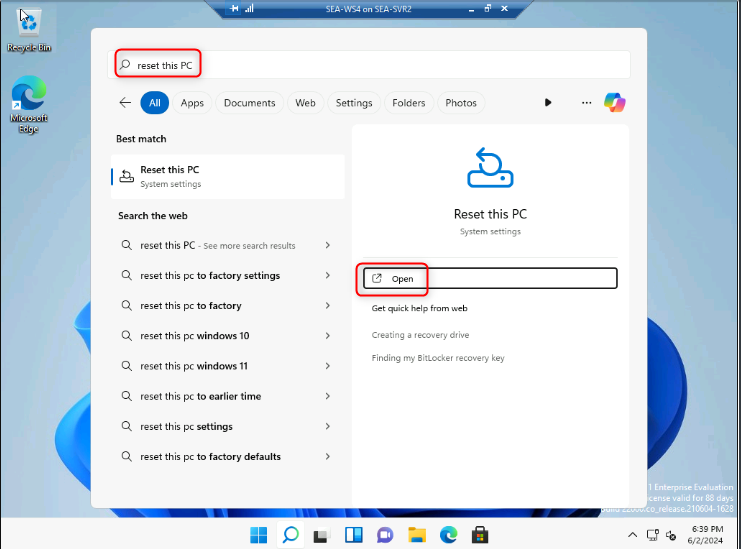 SEA-WS4 on SEA-SVR2
Recycle Bin
Microsoft
Edge
reset this PC
All
Apps
Documents
Web
Settings
Folders
Photos
Best match
Reset this PC
System settings
Search the web
reset this PC - See more search results
reset this pc to factory settings
reset this pc to factory
reset this pc windows 10
reset this pc windows 11
reset this pc to earlier time
reset this pc settings
reset this pc to factory defaults
Reset this PC
System settings
Open
Get quick help from web
Creating a recovery drive
Finding my BitLocker recovery key
1 Enterprise Evaluation
license valid for 88 days
Build 22000.co_release.210604-1628
6:39 PM
6/2/2024